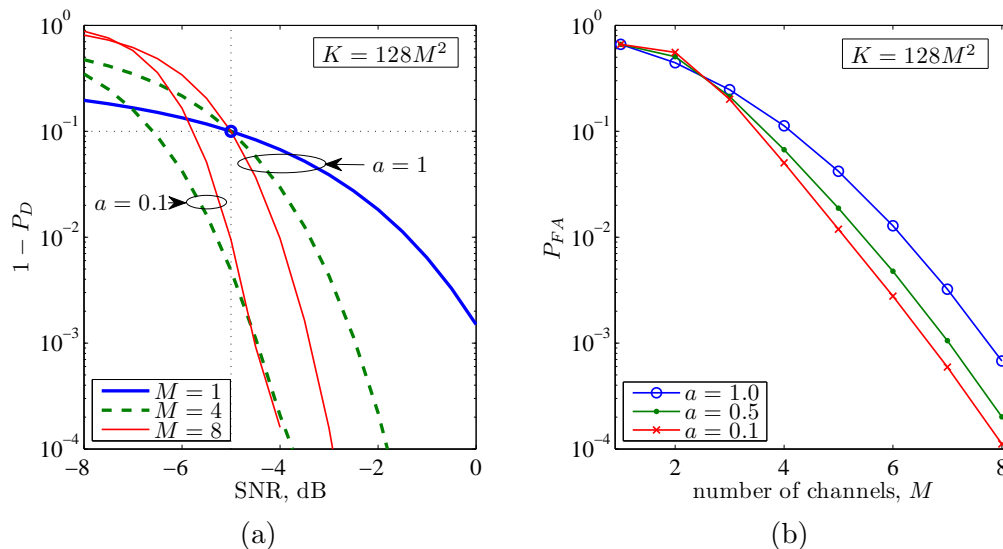 10^0
10^-1
10^-2
10^-3
10^-4
1 − P_D
K = 128M^2
a = 1
a = 0.1
M = 1
M = 4
M = 8
−8 −6 −4 −2 0
SNR, dB
(a)
10^0
10^-1
10^-2
10^-3
10^-4
P_FA
K = 128M^2
a = 1.0
a = 0.5
a = 0.1
2 4 6 8
number of channels, M
(b)